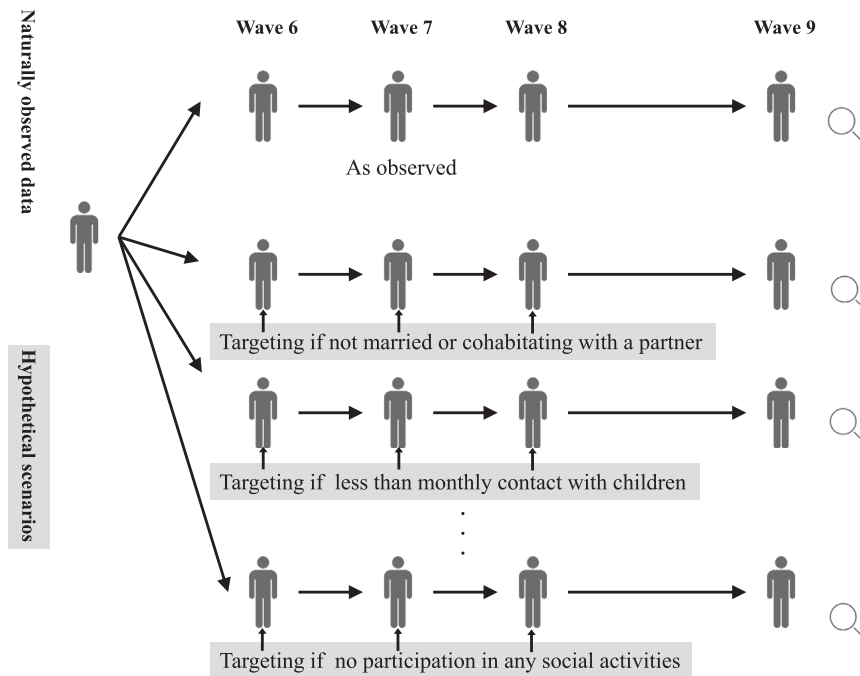 Wave 6 Wave 7 Wave 8 Wave 9
Naturally observed data
As observed
Targeting if not married or cohabitating with a partner
Hypothetical scenarios
Targeting if less than monthly contact with children
Targeting if no participation in any social activities